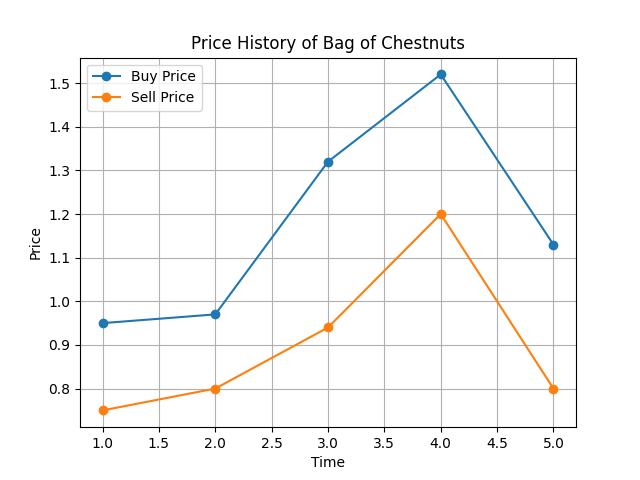 Price History of Bag of Chestnuts
Buy Price
Sell Price
1.5
1.4
1.3
1.2
1.1
1.0
0.9
0.8
Price
1.0 1.5 2.0 2.5 3.0 3.5 4.0 4.5 5.0
Time